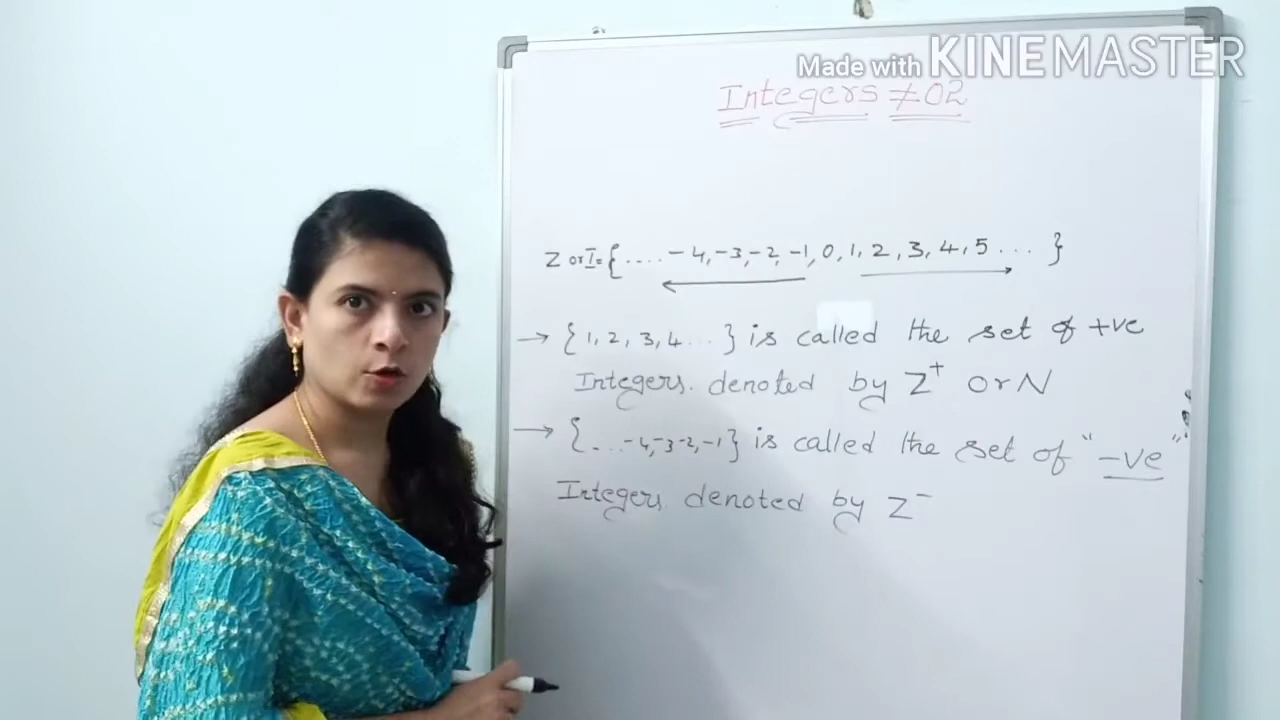 Made with KINEMASTER
Integers ≠ 02
Z or I = { .... -4, -3, -2, -1, 0, 1, 2, 3, 4, 5 ... }
→ { 1, 2, 3, 4 ... } is called the set of +ve
Integers. denoted by Z⁺ Or N
→ { ... -4, -3 -2, -1 } is called the set of "-ve"
Integers. denoted by Z⁻